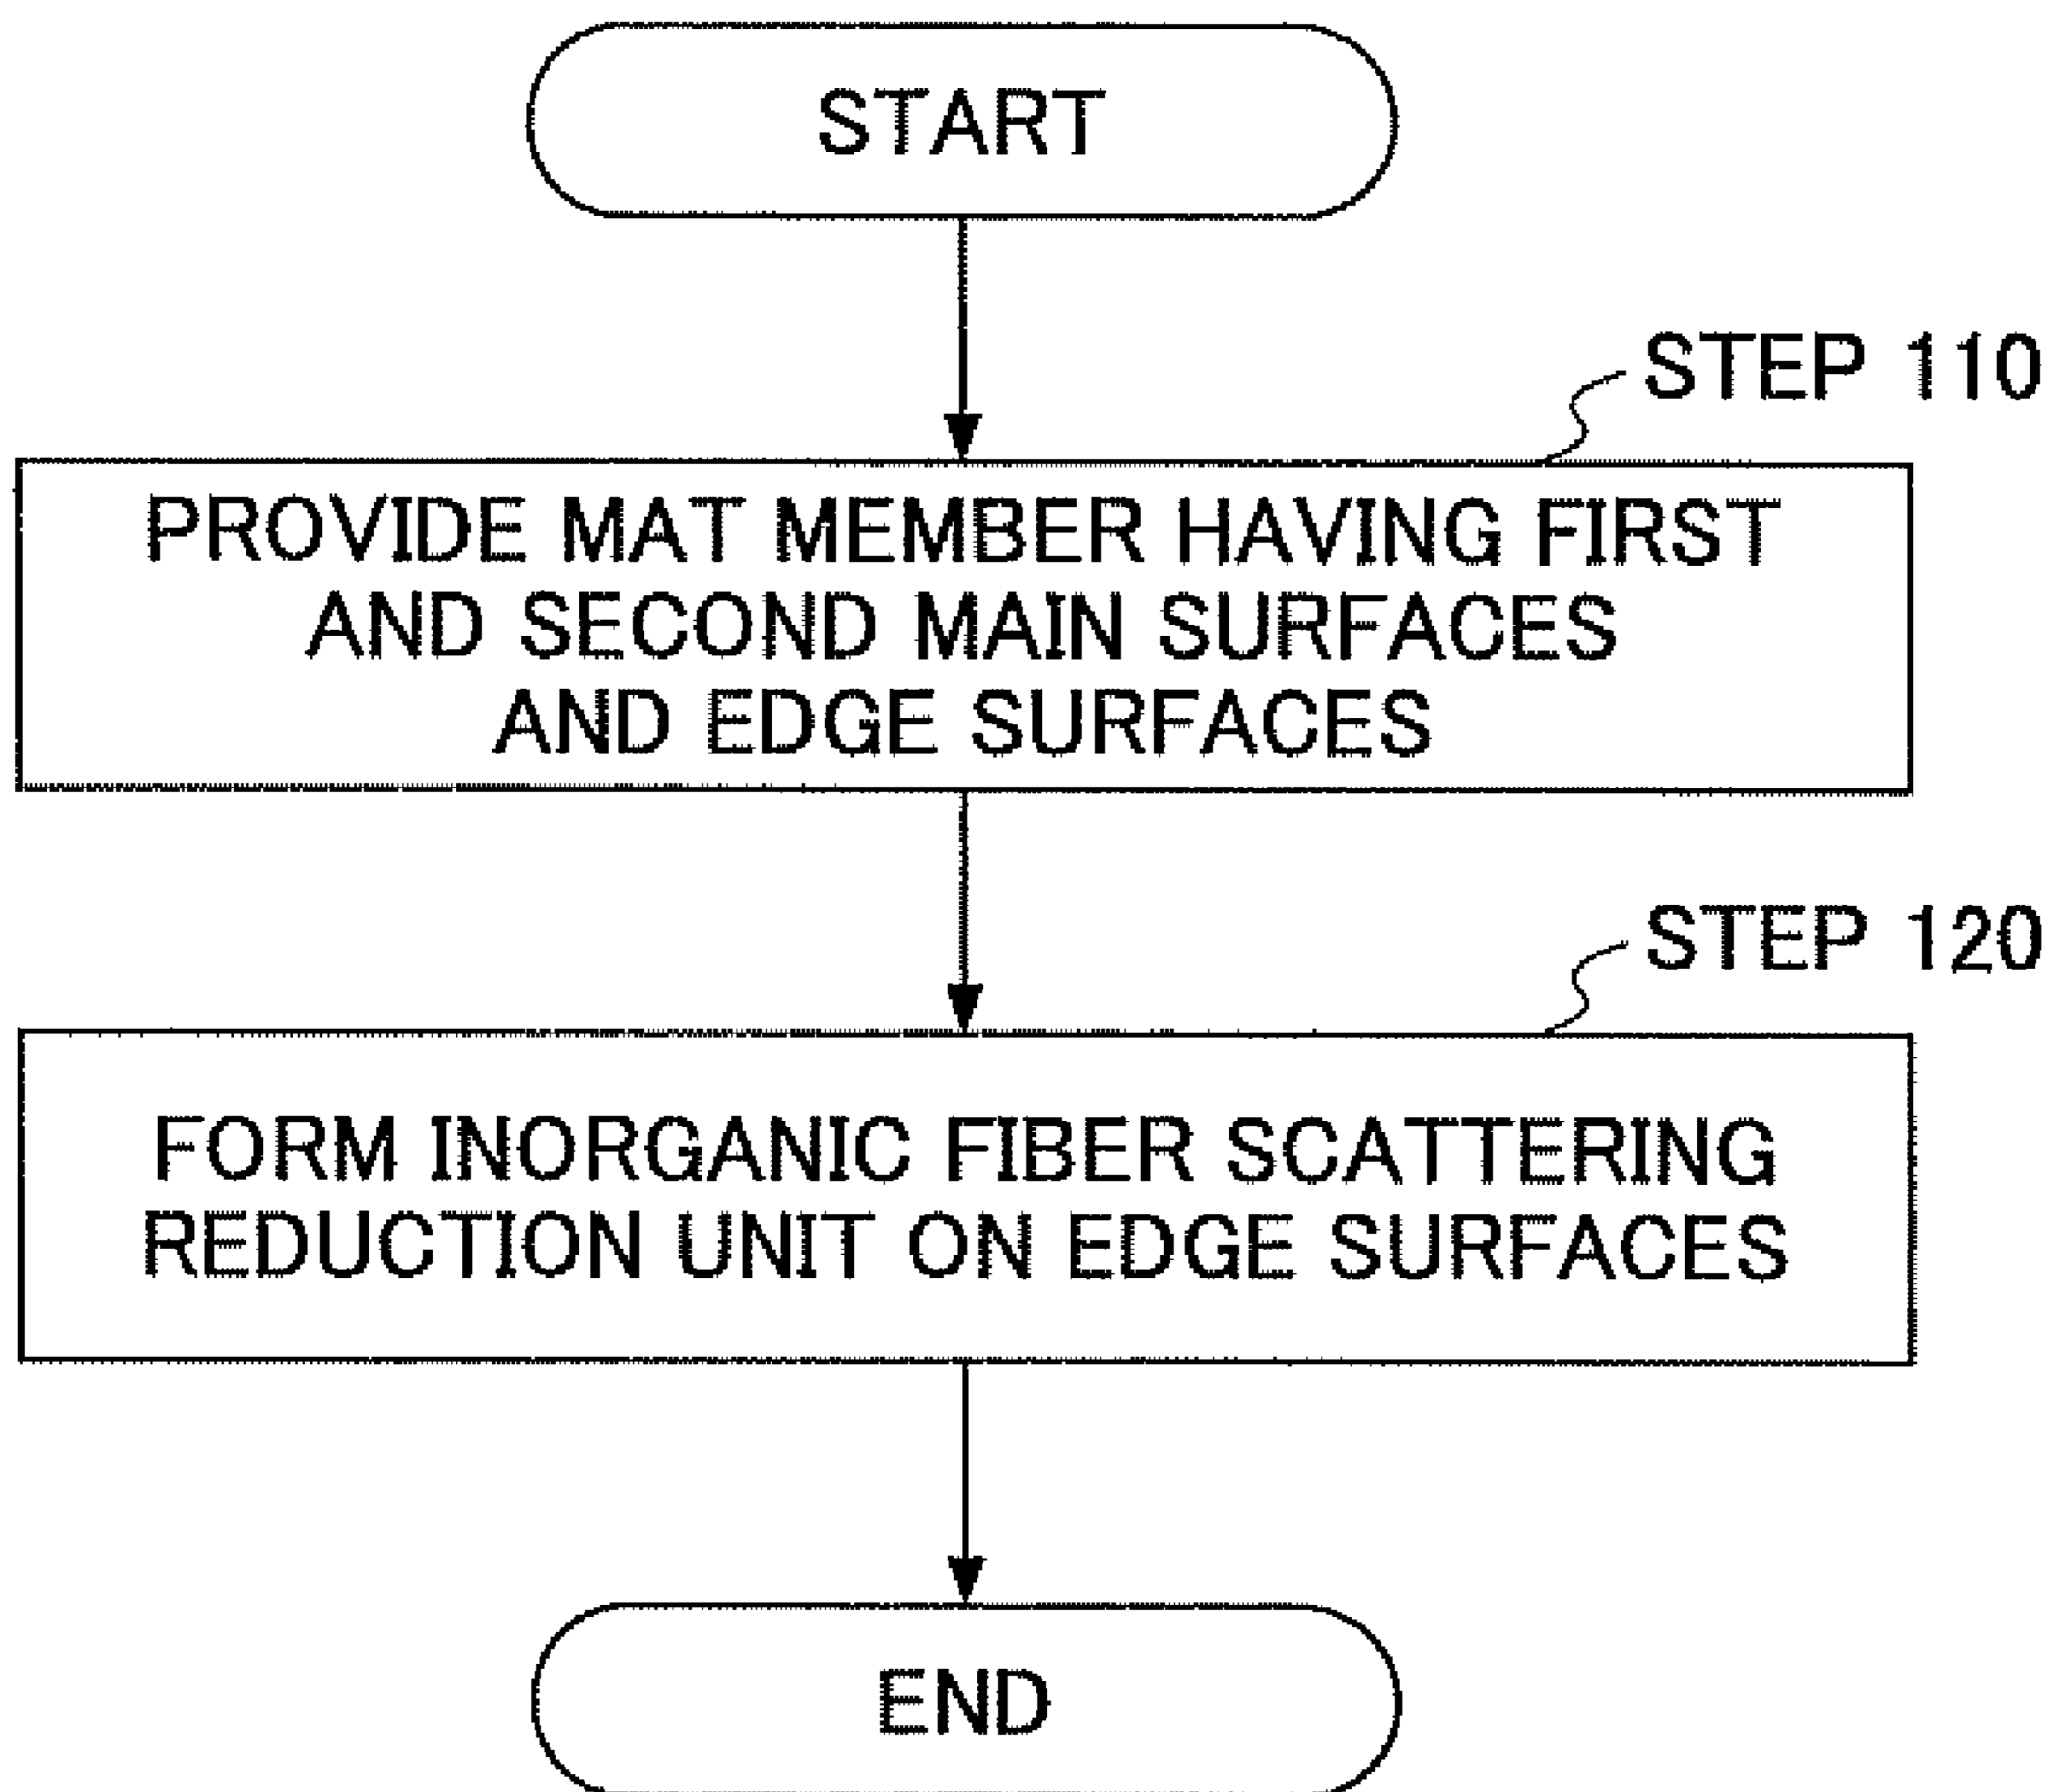 START
STEP 110
PROVIDE MAT MEMBER HAVING FIRST
AND SECOND MAIN SURFACES
AND EDGE SURFACES
STEP 120
FORM INORGANIC FIBER SCATTERING
REDUCTION UNIT ON EDGE SURFACES
END